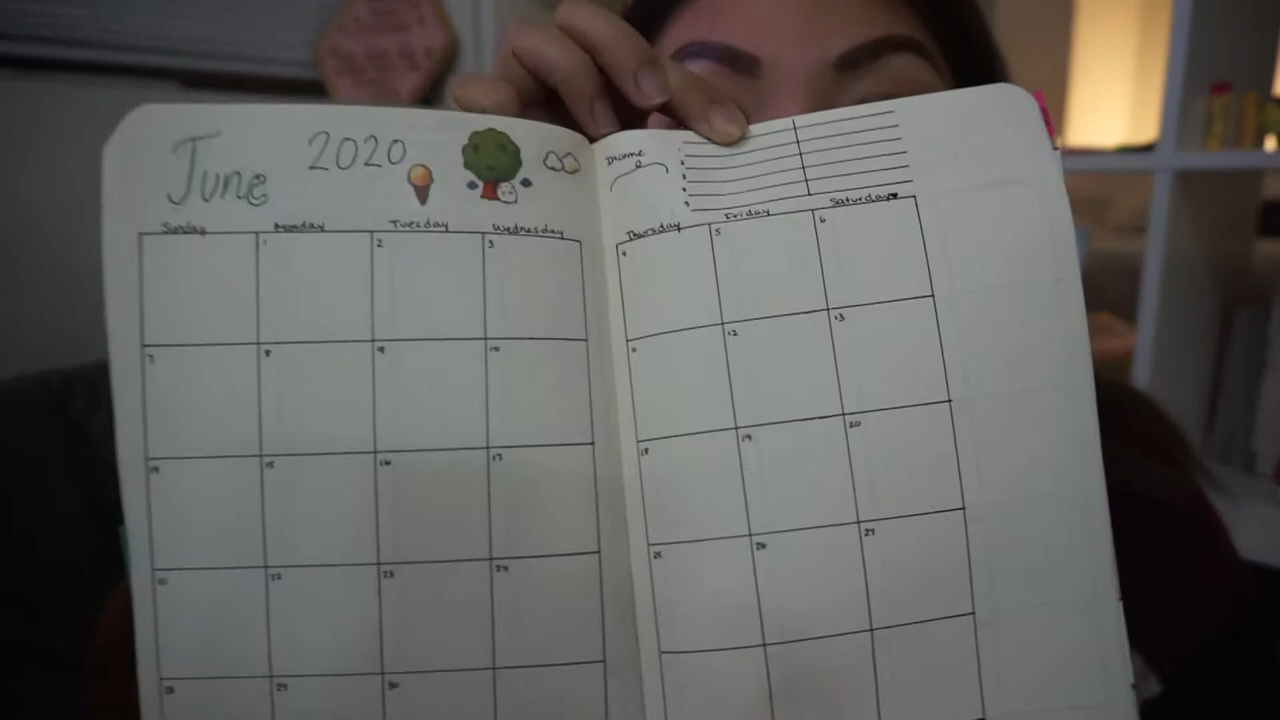 June 2020
Income
Sunday Monday Tuesday Wednesday Thursday Friday Saturday
1 2 3 4 5 6
7 8 9 10 11 12 13
14 15 16 17 18 19 20
22 23 24 25 26 27
29 30